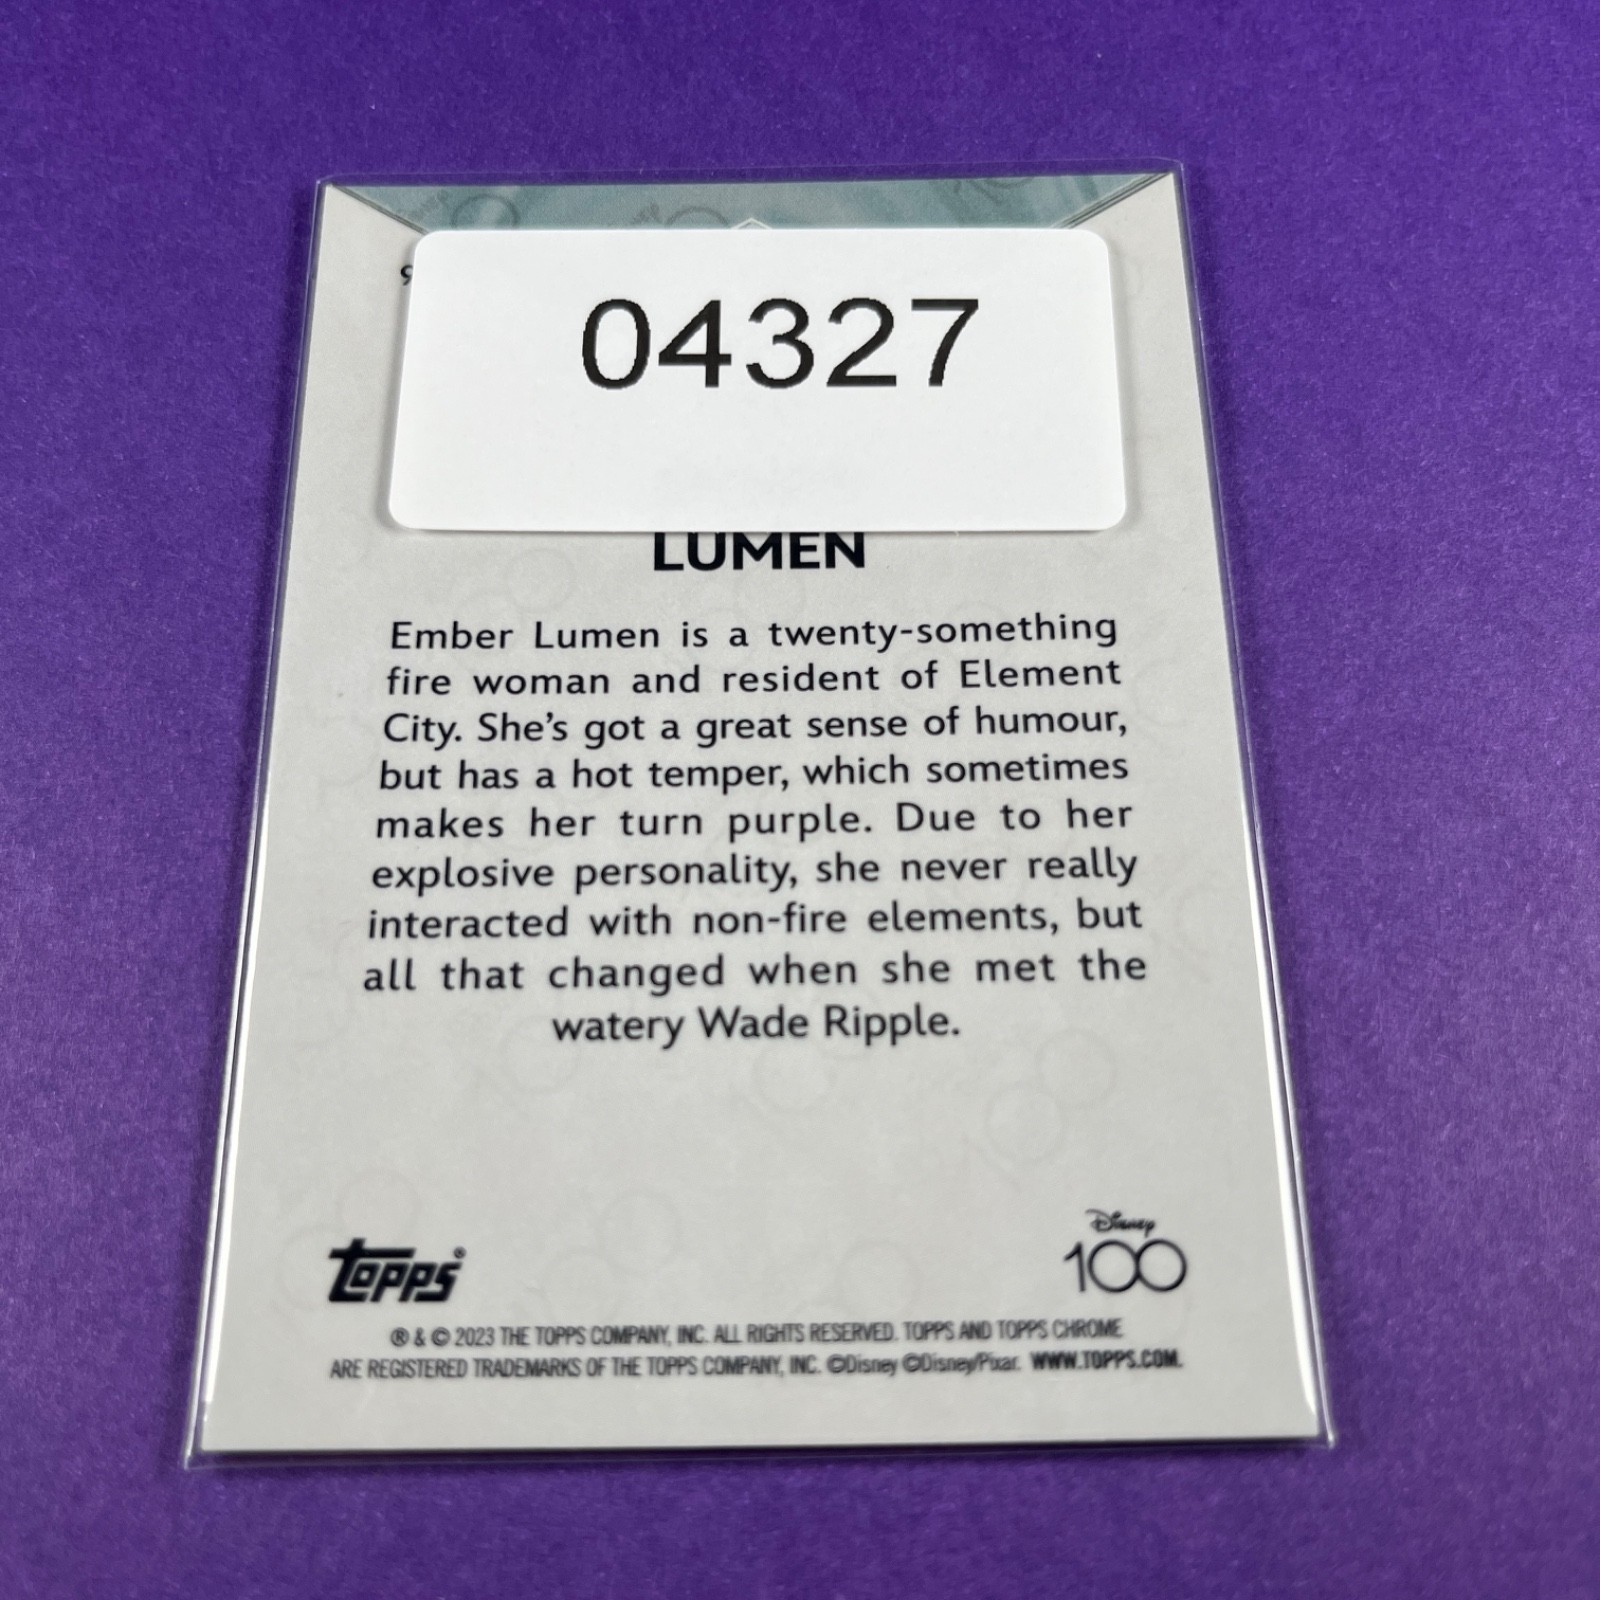 9
04327
LUMEN
Ember Lumen is a twenty-something
fire woman and resident of Element
City. She's got a great sense of humour,
but has a hot temper, which sometimes
makes her turn purple. Due to her
explosive personality, she never really
interacted with non-fire elements, but
all that changed when she met the
watery Wade Ripple.
Topps®
Disney
100
® & © 2023 THE TOPPS COMPANY, INC. ALL RIGHTS RESERVED. TOPPS AND TOPPS CHROME
ARE REGISTERED TRADEMARKS OF THE TOPPS COMPANY, INC. ©Disney ©Disney/Pixar. WWW.TOPPS.COM.